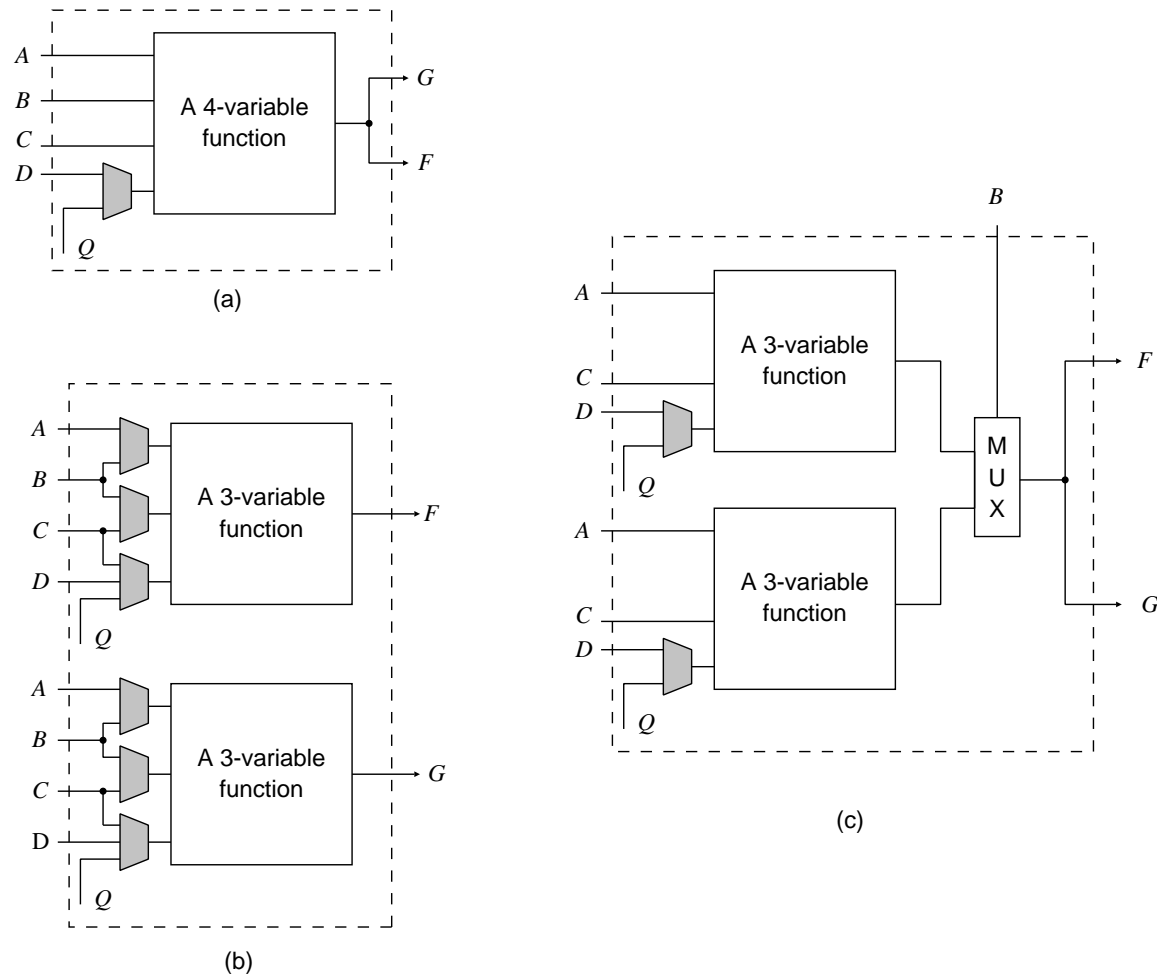 A
B
C
D
Q
A 4-variable
function
G
F
(a)
A
B
C
D
Q
A 3-variable
function
F
A
B
C
D
Q
A 3-variable
function
G
(b)
B
A
C
D
Q
A 3-variable
function
A
C
D
Q
A 3-variable
function
M
U
X
F
G
(c)